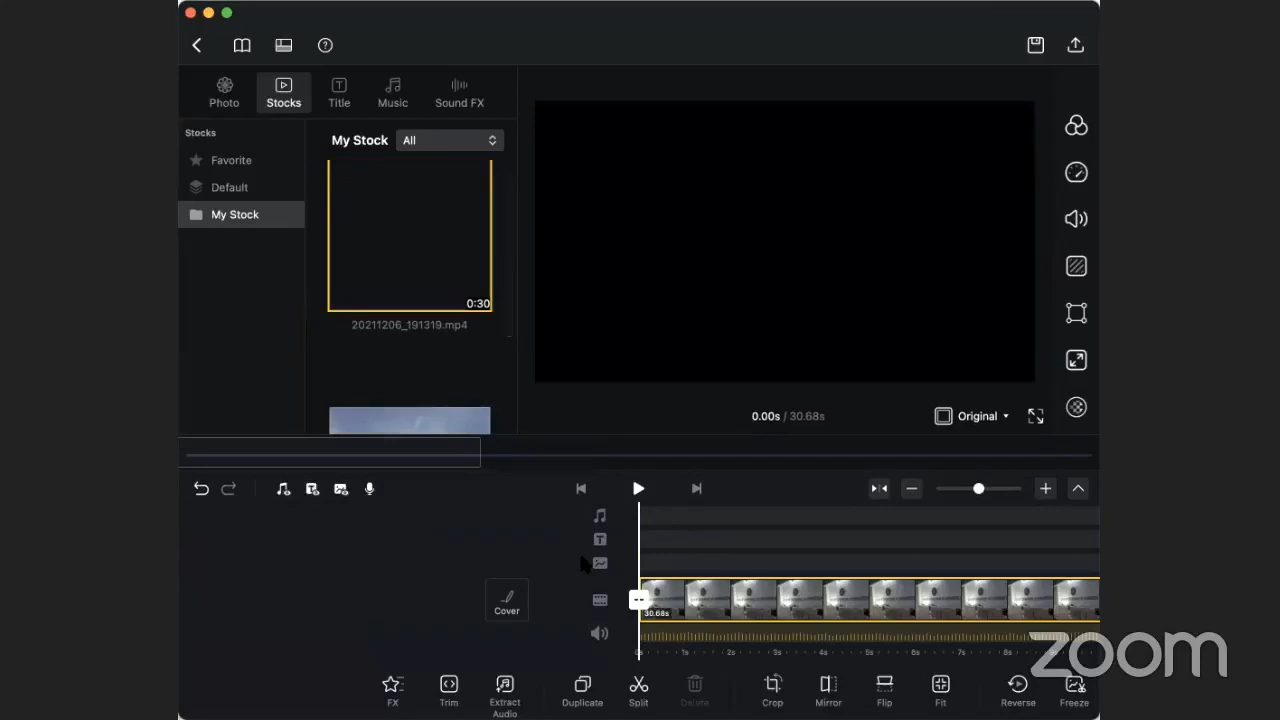 Photo
Stocks
Title
Music
Sound FX
Stocks
Favorite
Default
My Stock
My Stock
All
0:30
20211206_191319.mp4
0.00s / 30.68s
Original
Cover
30.68s
1s 2s 3s 4s 5s 6s 7s 8s
zoom
FX
Trim
Extract Audio
Duplicate
Split
Delete
Crop
Mirror
Flip
Fit
Reverse
Freeze